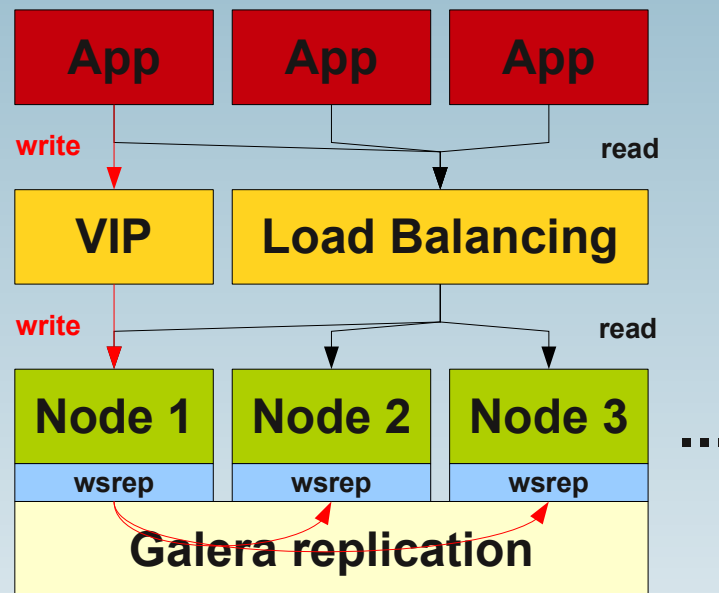 App
App
App
write
read
VIP
Load Balancing
write
read
Node 1
Node 2
Node 3
wsrep
wsrep
wsrep
Galera replication